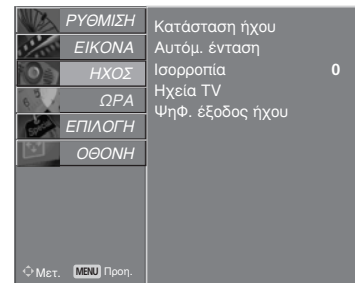 ΡΥΘΜΙΣΗ
ΕΙΚΟΝΑ
ΗΧΟΣ
ΩΡΑ
ΕΠΙΛΟΓΗ
ΟΘΟΝΗ
Κατάσταση ήχου
Αυτόμ. ένταση
Ισορροπία 0
Ηχεία TV
ΨηΦ. έξοδος ήχου
Μετ. MENU Προη.